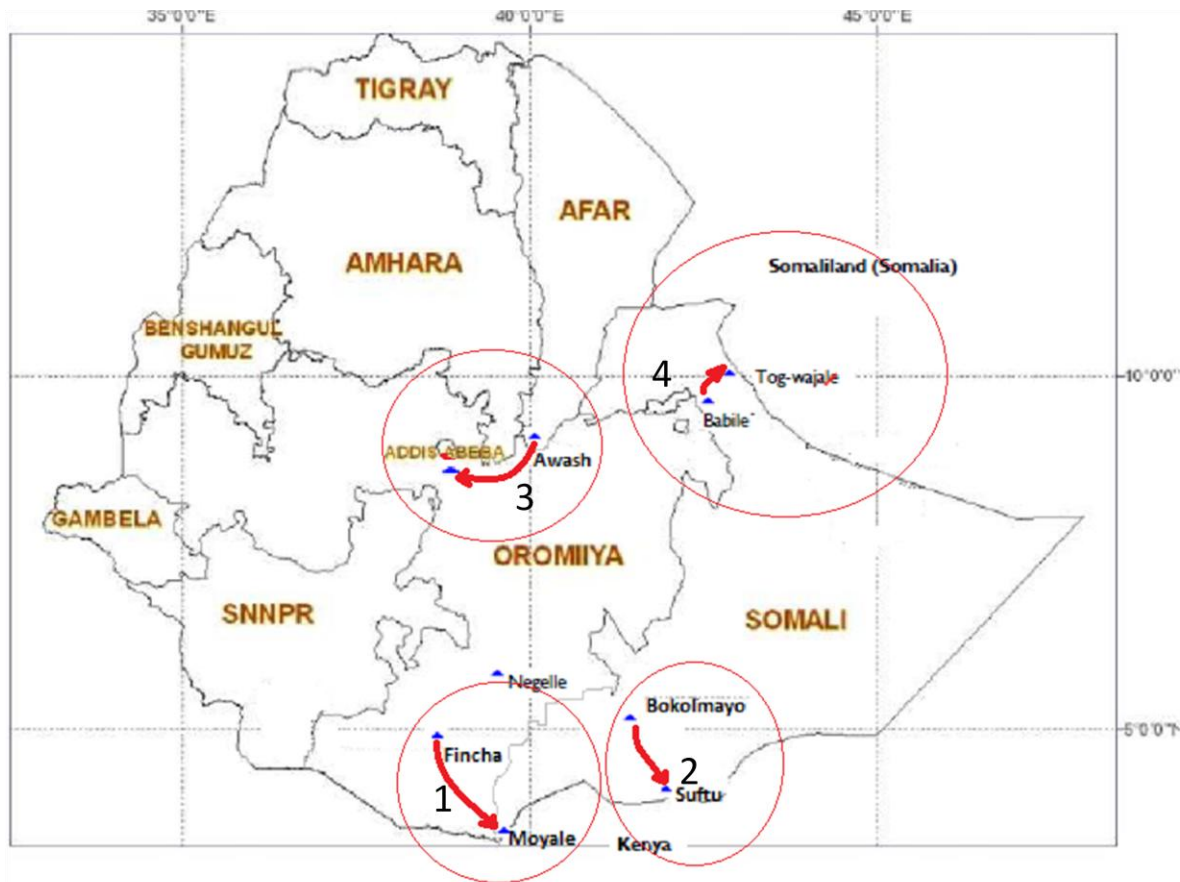 35°0'0"E
40°0'0"E
45°0'0"E
TIGRAY
AFAR
AMHARA
Somaliland (Somalia)
BENSHANGUL
GUMUZ
4
Tog-wajale
10°0'0"N
Babile
ADDIS ABEBA
Awash
3
GAMBELA
OROMIIYA
SNNPR
SOMALI
Negelle
Bokolmayo
5°0'0"N
Fincha
2
Suftu
1
Moyale
Kenya